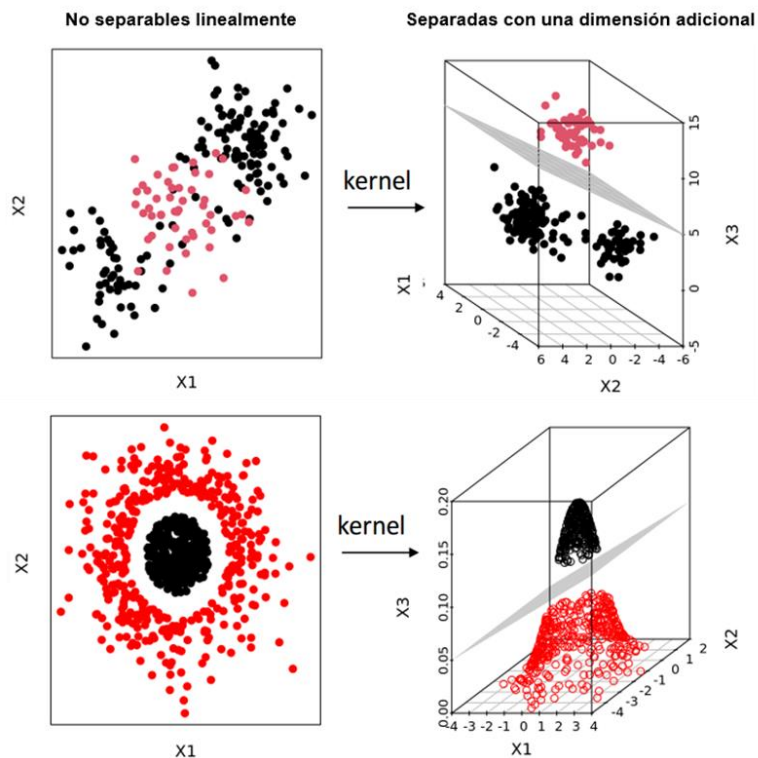 No separables linealmente
Separadas con una dimensión adicional
X2
X1
kernel
15
10
5
0
-5
X3
X1
4
2
0
-2
-4
6 4 2 0 -2 -4 -6
X2
X2
X1
kernel
0.20
0.15
0.10
0.05
0.00
X3
-4 -3 -2 -1 0 1 2 3 4
X1
2
1
0
-1
-2
-3
-4
X2